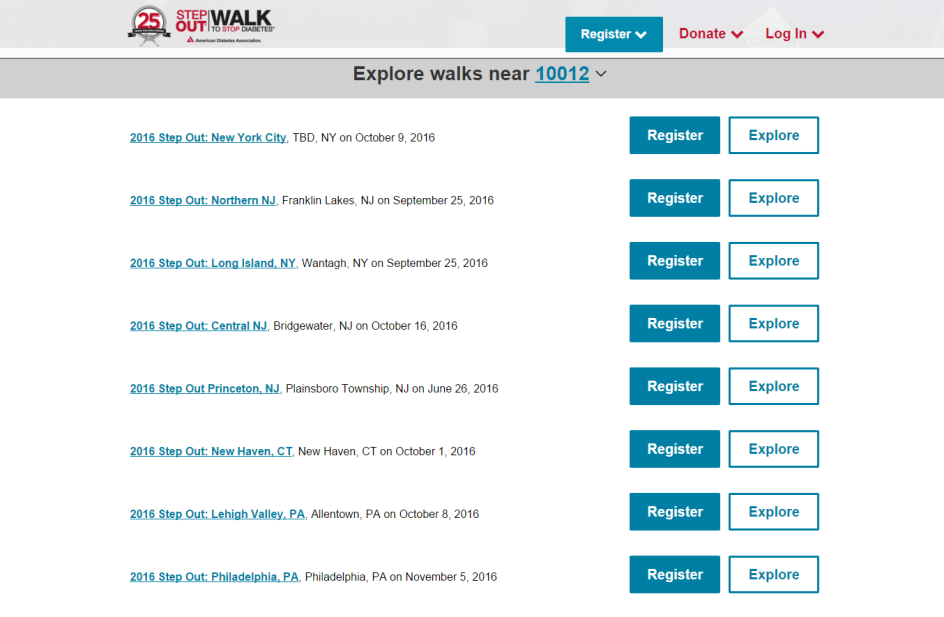 25
STEP OUT WALK
TO STOP DIABETES
American Diabetes Association.
Register
Donate
Log In
Explore walks near 10012
2016 Step Out: New York City, TBD, NY on October 9, 2016
Register
Explore
2016 Step Out: Northern NJ, Franklin Lakes, NJ on September 25, 2016
Register
Explore
2016 Step Out: Long Island, NY, Wantagh, NY on September 25, 2016
Register
Explore
2016 Step Out: Central NJ, Bridgewater, NJ on October 16, 2016
Register
Explore
2016 Step Out Princeton, NJ, Plainsboro Township, NJ on June 26, 2016
Register
Explore
2016 Step Out: New Haven, CT, New Haven, CT on October 1, 2016
Register
Explore
2016 Step Out: Lehigh Valley, PA, Allentown, PA on October 8, 2016
Register
Explore
2016 Step Out: Philadelphia, PA, Philadelphia, PA on November 5, 2016
Register
Explore